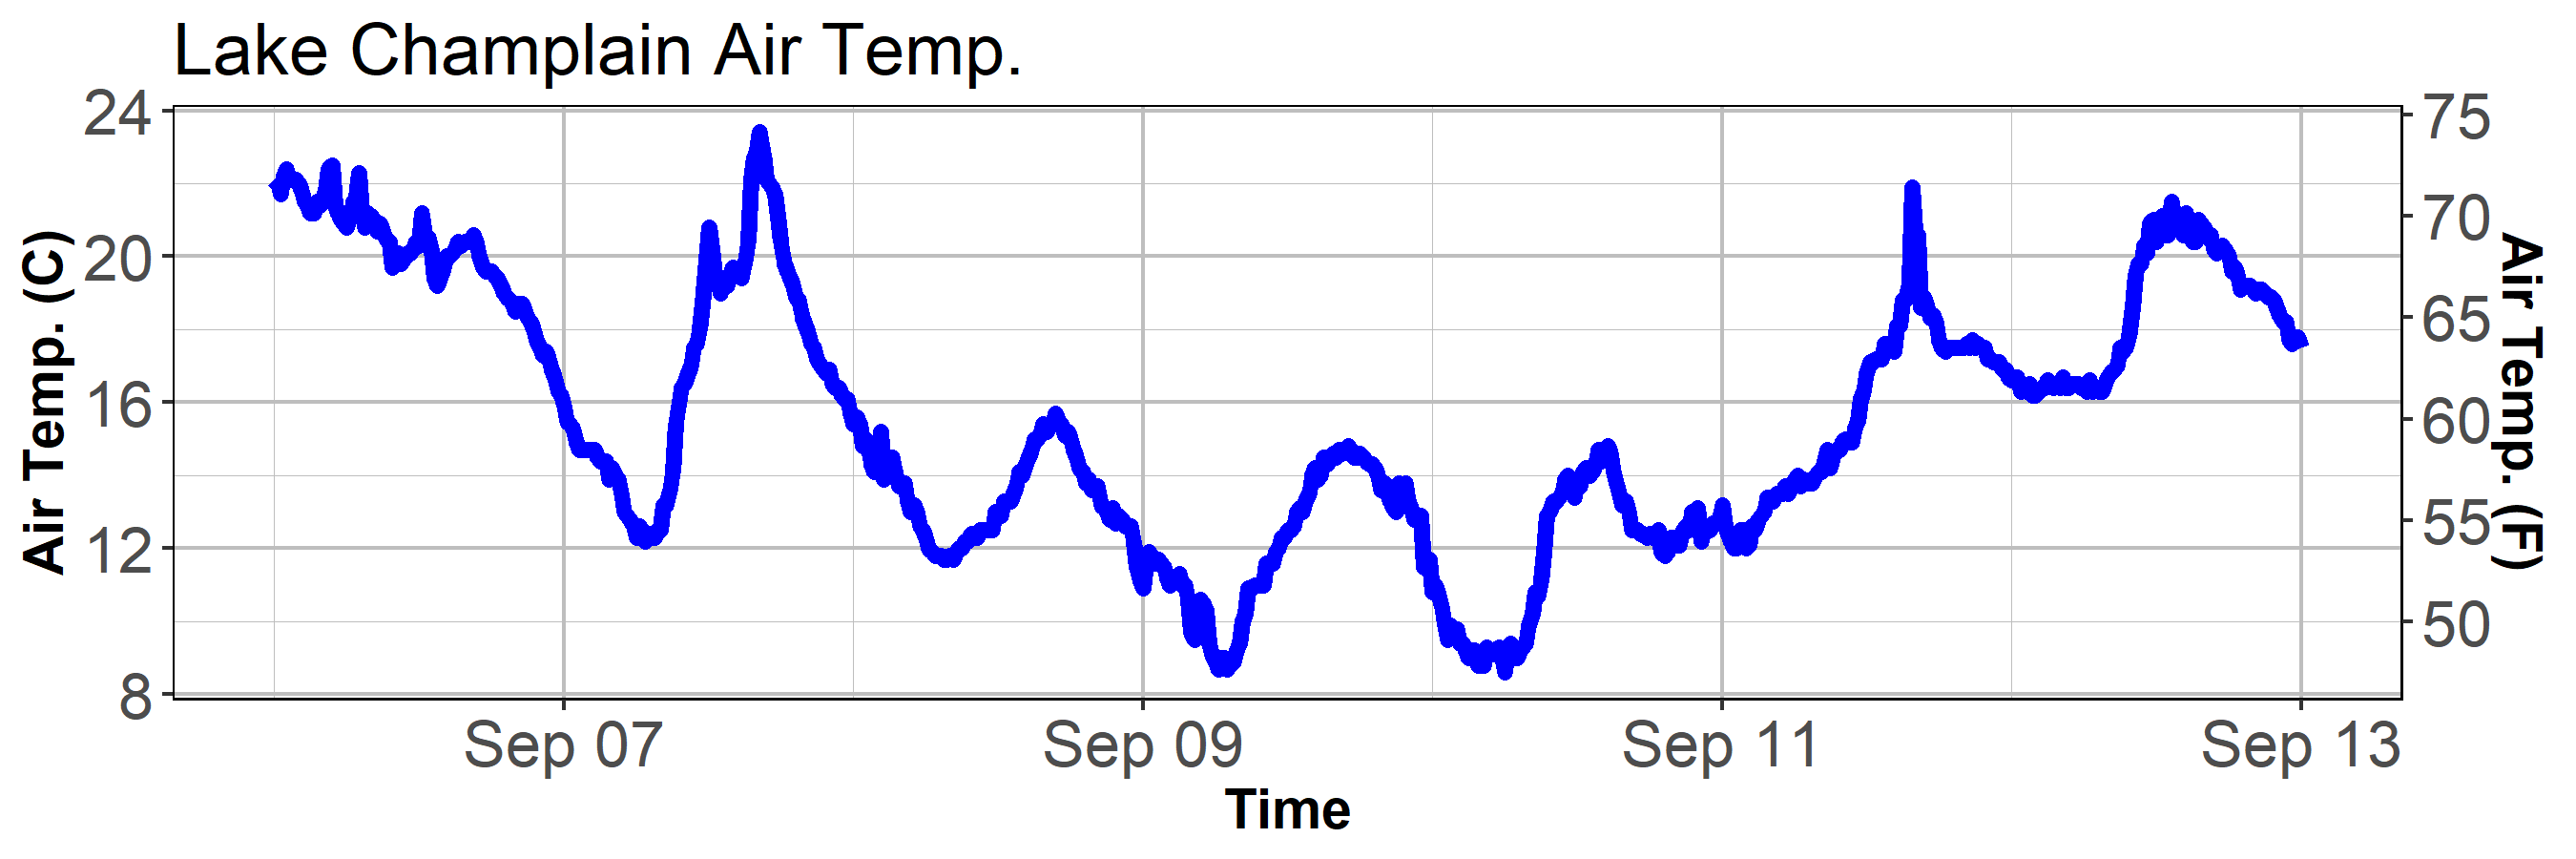 Lake Champlain Air Temp.
24
20
16
12
8
Air Temp. (C)
75
70
65
60
55
50
Air Temp. (F)
Sep 07 Sep 09 Sep 11 Sep 13
Time